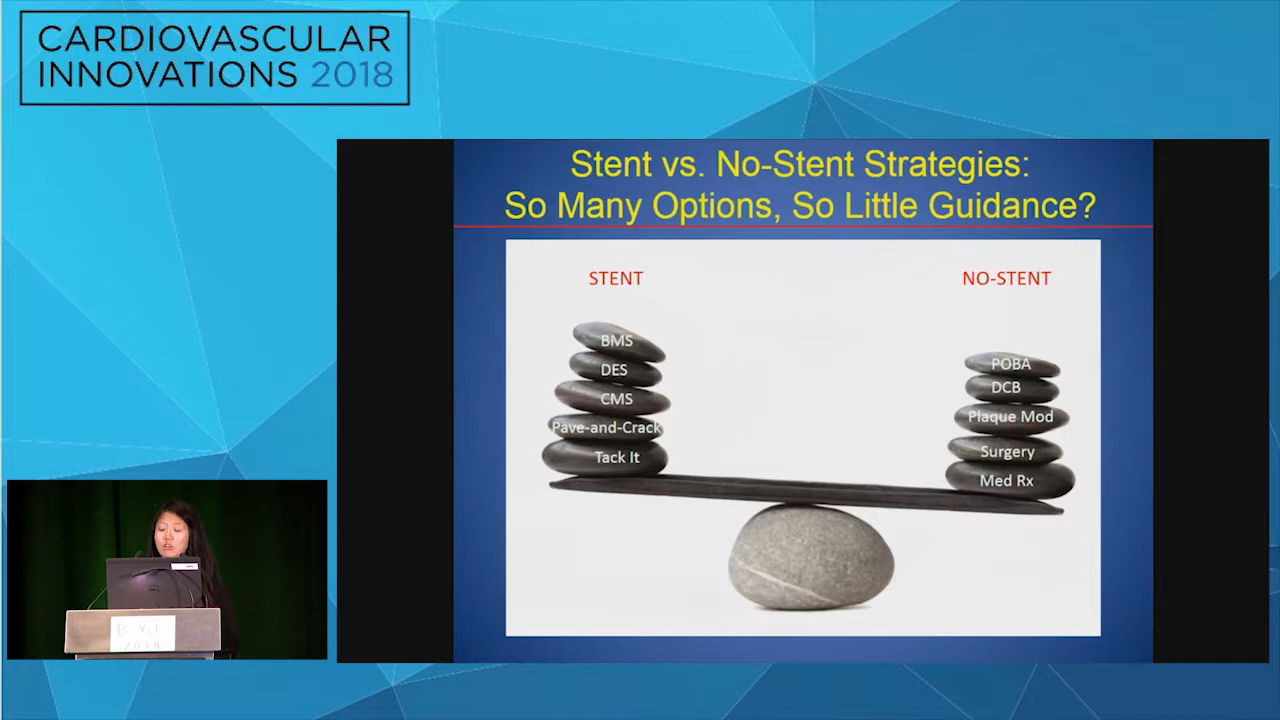 CARDIOVASCULAR
INNOVATIONS 2018
Stent vs. No-Stent Strategies:
So Many Options, So Little Guidance?
STENT
NO-STENT
BMS
DES
CMS
Pave-and-Crack
Tack It
POBA
DCB
Plaque Mod
Surgery
Med Rx
C V I
2018